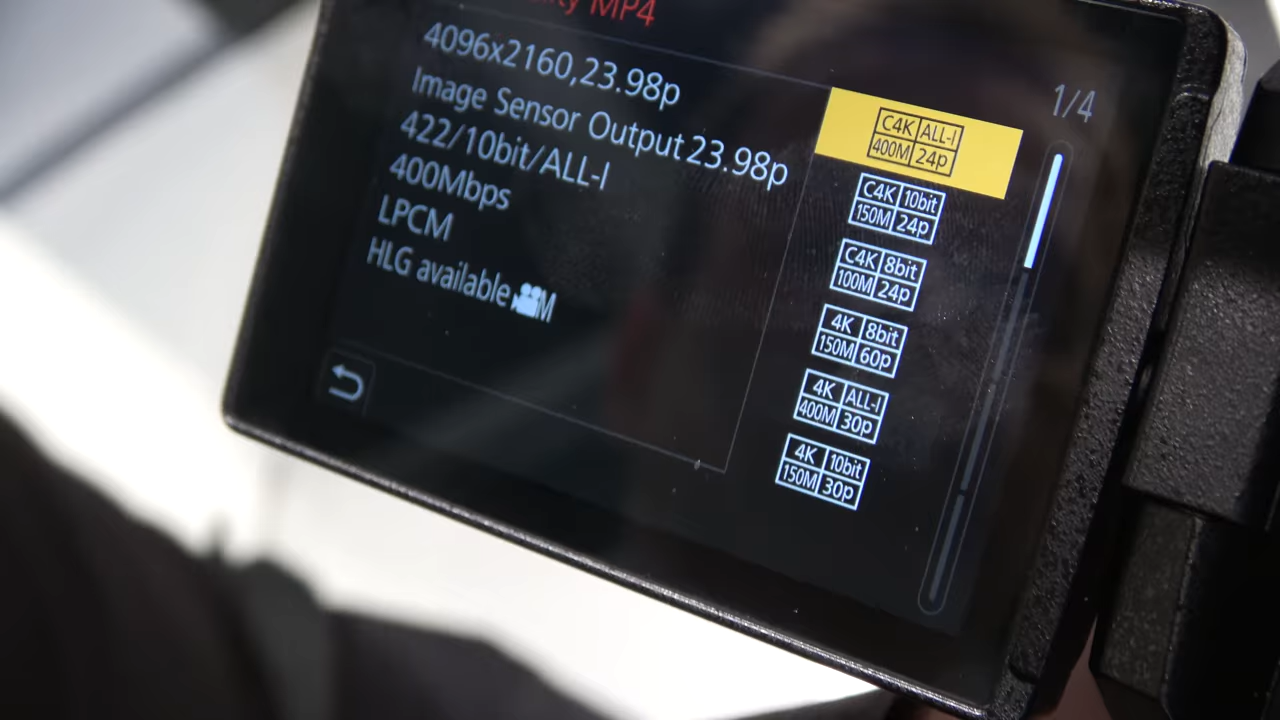 MP4
4096x2160,23.98p
Image Sensor Output 23.98p
422/10bit/ALL-I
400Mbps
LPCM
HLG available M
1/4
C4K ALL-I
400M 24p
C4K 10bit
150M 24p
C4K 8bit
100M 24p
4K 8bit
150M 60p
4K ALL-I
400M 30p
4K 10bit
150M 30p